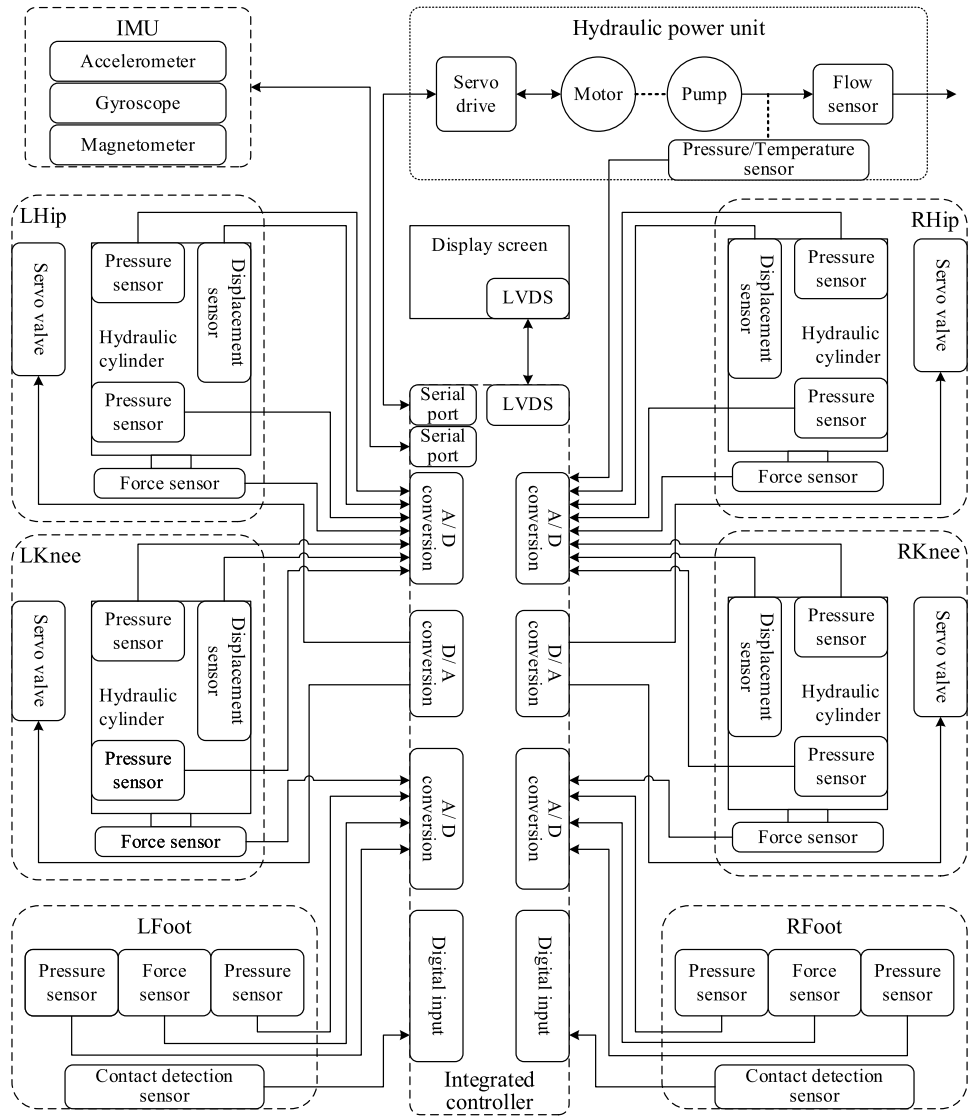 IMU
Accelerometer
Gyroscope
Magnetometer
Hydraulic power unit
Servo
drive
Motor
Pump
Flow
sensor
Pressure/Temperature
sensor
LHip
Servo valve
Pressure
sensor
Displacement
sensor
Hydraulic
cylinder
Pressure
sensor
Force sensor
Display screen
LVDS
LVDS
Serial
port
Serial
port
RHip
Pressure
sensor
Displacement
sensor
Hydraulic
cylinder
Pressure
sensor
Force sensor
Servo valve
A/D
conversion
A/D
conversion
LKnee
Servo valve
Pressure
sensor
Displacement
sensor
Hydraulic
cylinder
Pressure
sensor
Force sensor
D/A
conversion
D/A
conversion
RKnee
Pressure
sensor
Displacement
sensor
Hydraulic
cylinder
Pressure
sensor
Force sensor
Servo valve
A/D
conversion
A/D
conversion
LFoot
Pressure
sensor
Force
sensor
Pressure
sensor
Contact detection
sensor
Digital input
Digital input
Integrated
controller
RFoot
Pressure
sensor
Force
sensor
Pressure
sensor
Contact detection
sensor